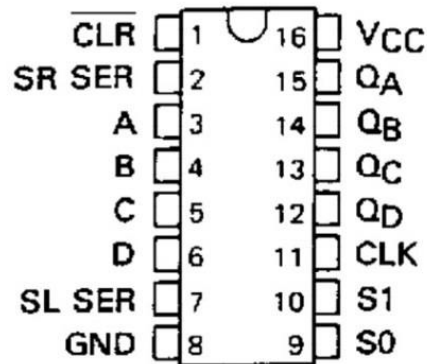 CLR 1 16 VCC
SR SER 2 15 QA
A 3 14 QB
B 4 13 QC
C 5 12 QD
D 6 11 CLK
SL SER 7 10 S1
GND 8 9 S0